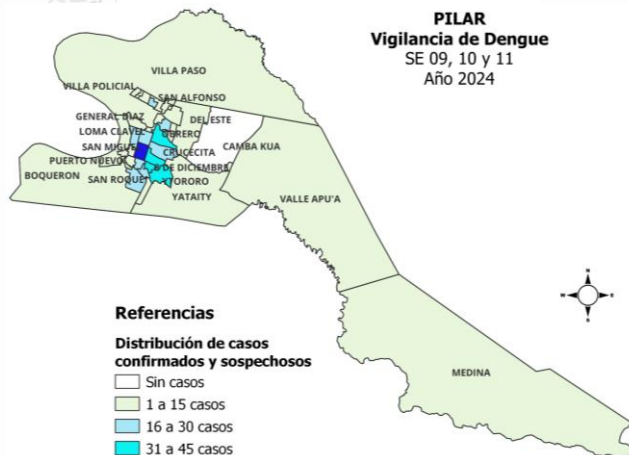 PILAR
Vigilancia de Dengue
SE 09, 10 y 11
Año 2024
VILLA PASO
VILLA POLICIAL
SAN ALFONSO
GENERAL DIAZ
DEL ESTE
LOMA CLAVEL
OBRERO
SAN MIGUEL
CRUCECITA
CAMBA KUA
PUERTO NUEVO
8 DE DICIEMBRE
BOQUERON
SAN ROQUE
YTORORO
YATAITY
VALLE APU'A
MEDINA
N
W
E
S
Referencias
Distribución de casos
confirmados y sospechosos
Sin casos
1 a 15 casos
16 a 30 casos
31 a 45 casos